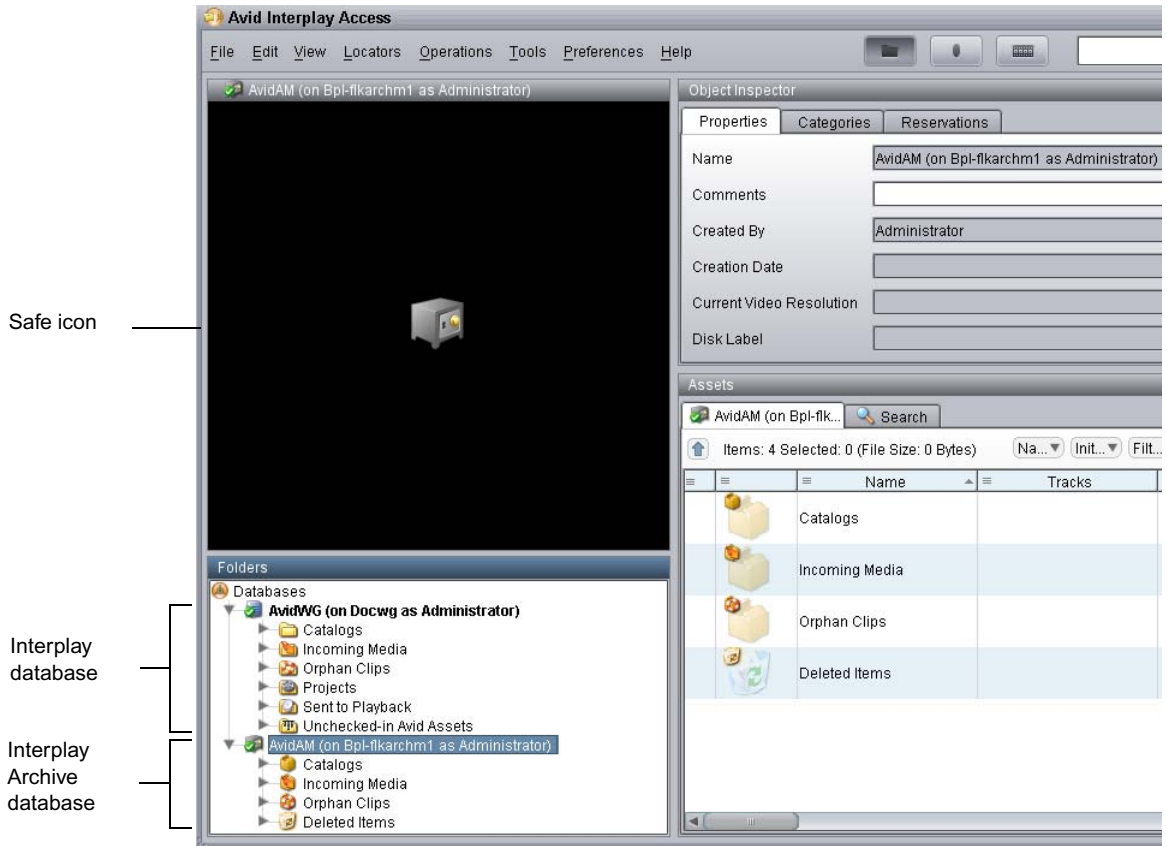 Avid Interplay Access
File Edit View Locators Operations Tools Preferences Help
AvidAM (on Bpl-flkarchm1 as Administrator)
Safe icon
Object Inspector
Properties Categories Reservations
Name AvidAM (on Bpl-flkarchm1 as Administrator)
Comments
Created By Administrator
Creation Date
Current Video Resolution
Disk Label
Assets
AvidAM (on Bpl-flk... Search
Items: 4 Selected: 0 (File Size: 0 Bytes) Na... Init... Filt...
Name Tracks
Catalogs
Incoming Media
Orphan Clips
Deleted Items
Folders
Databases
Interplay
database
AvidWG (on Docwg as Administrator)
Catalogs
Incoming Media
Orphan Clips
Projects
Sent to Playback
Unchecked-in Avid Assets
Interplay
Archive
database
AvidAM (on Bpl-flkarchm1 as Administrator)
Catalogs
Incoming Media
Orphan Clips
Deleted Items